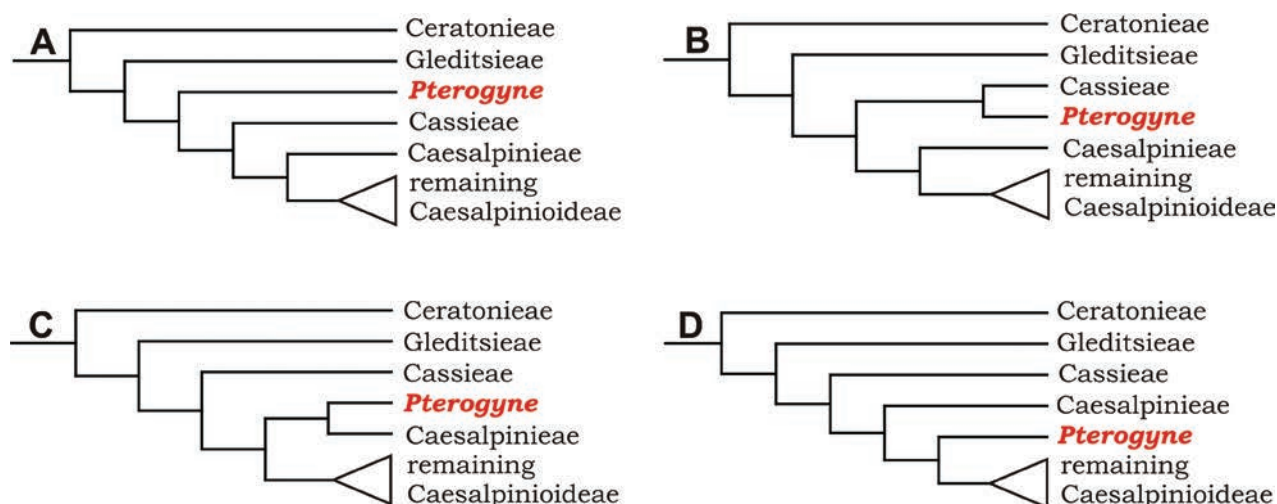 A
Ceratonieae
Gleditsieae
Pterogyne
Cassieae
Caesalpinieae
remaining
Caesalpinioideae
B
Ceratonieae
Gleditsieae
Cassieae
Pterogyne
Caesalpinieae
remaining
Caesalpinioideae
C
Ceratonieae
Gleditsieae
Cassieae
Pterogyne
Caesalpinieae
remaining
Caesalpinioideae
D
Ceratonieae
Gleditsieae
Cassieae
Caesalpinieae
Pterogyne
remaining
Caesalpinioideae